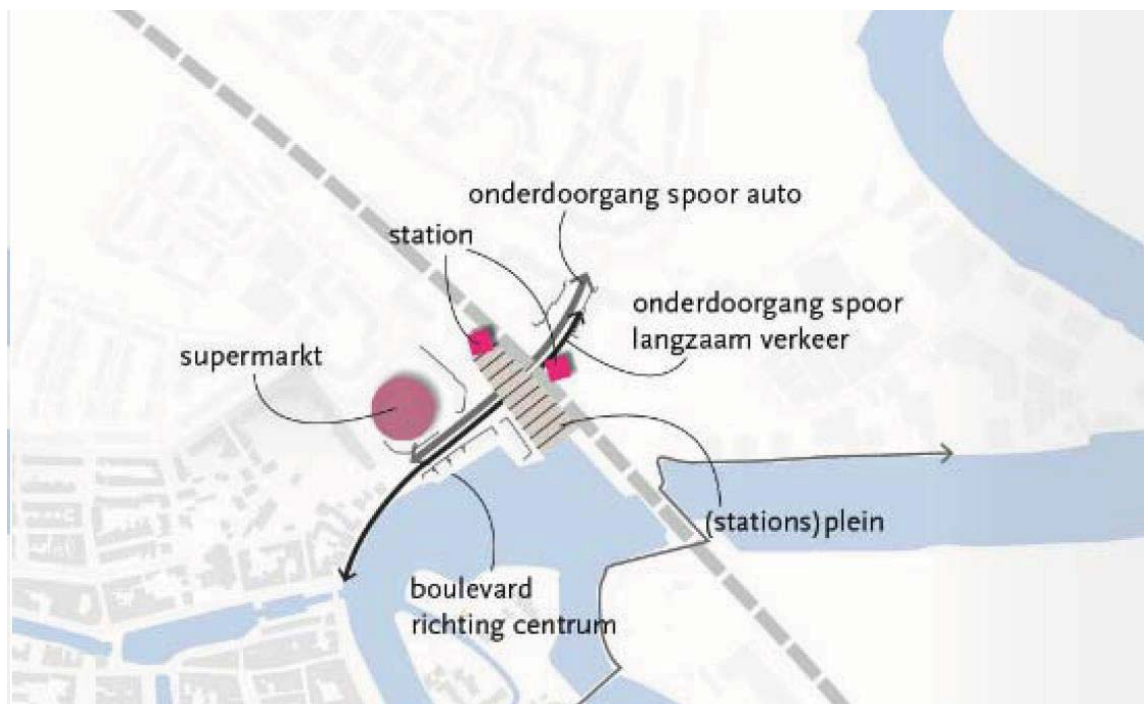 onderdoorgang spoor auto
station
onderdoorgang spoor
langzaam verkeer
supermarkt
(stations)plein
boulevard
richting centrum